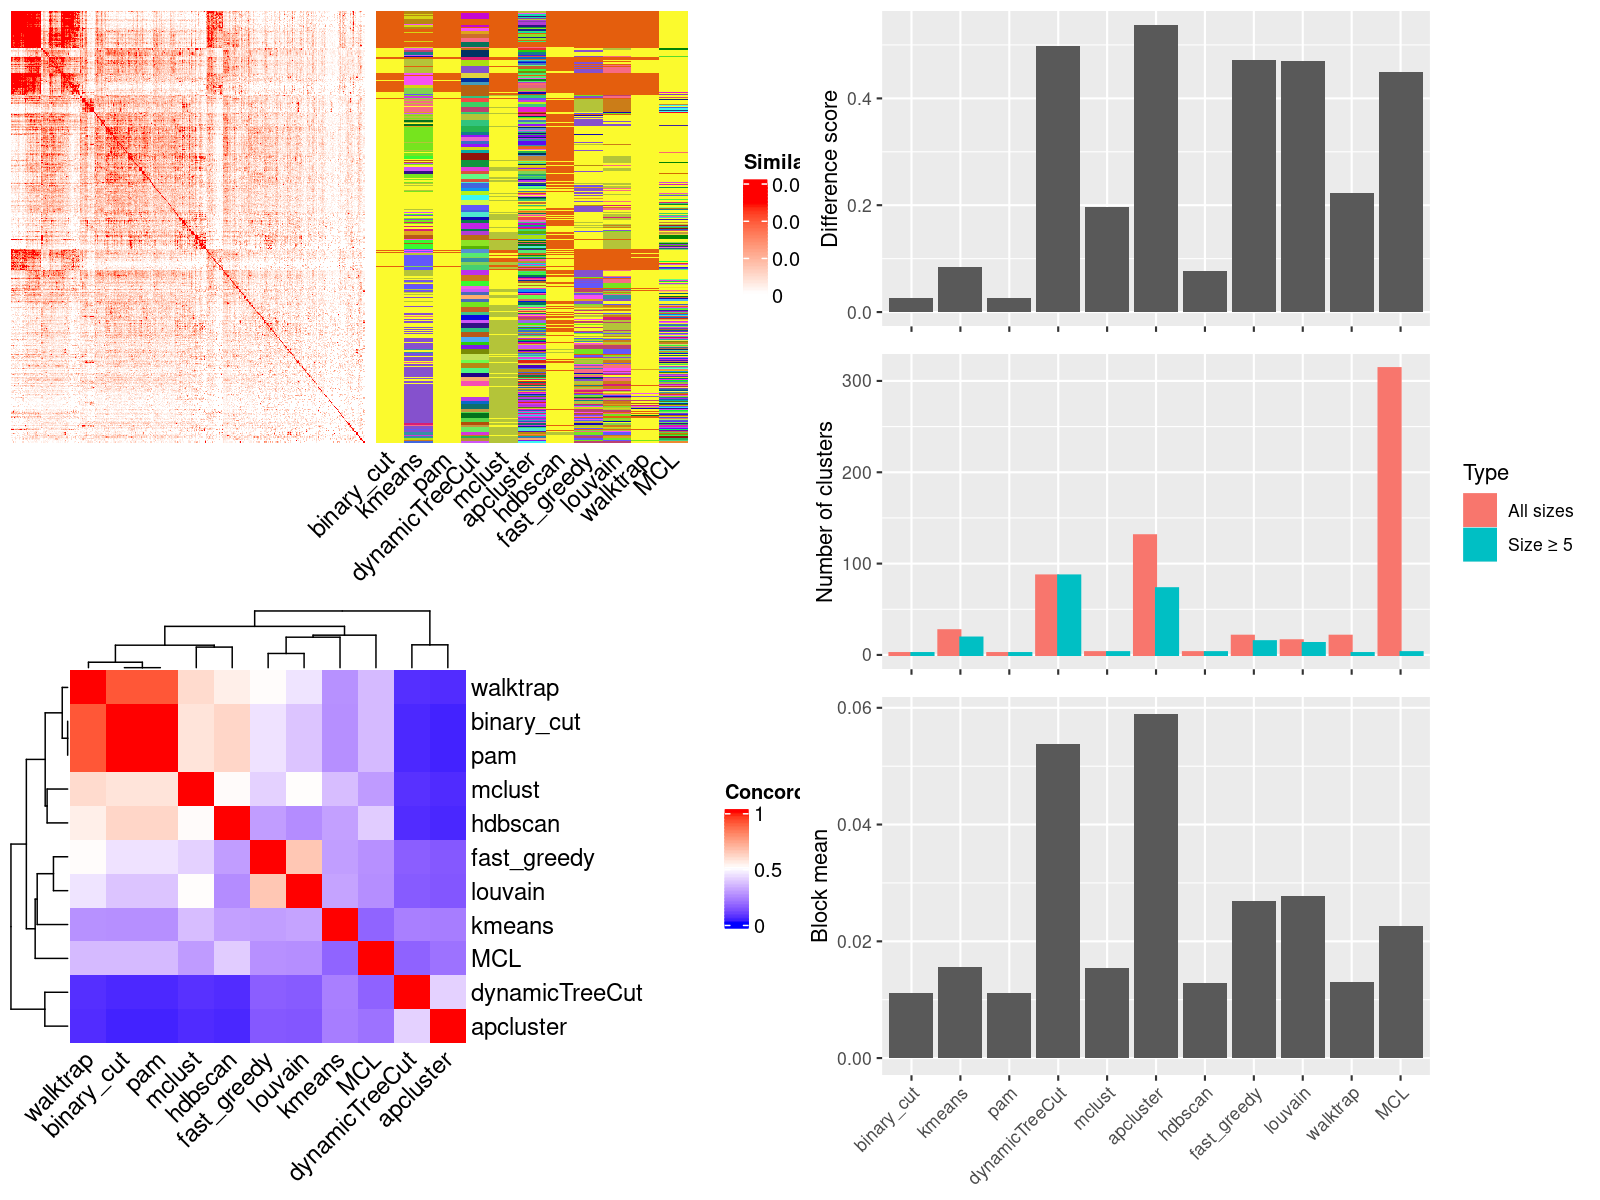 Simila
0.0
0.0
0.0
0
binary_cut
kmeans
pam
dynamicTreeCut
mclust
apcluster
hdbscan
fast_greedy
louvain
walktrap
MCL
walktrap
binary_cut
pam
mclust
hdbscan
fast_greedy
louvain
kmeans
MCL
dynamicTreeCut
apcluster
walktrap
binary_cut
pam
mclust
hdbscan
fast_greedy
louvain
kmeans
MCL
dynamicTreeCut
apcluster
Concord
1
0.5
0
Difference score
0.4
0.2
0.0
Number of clusters
300
200
100
0
Type
All sizes
Size ≥ 5
Block mean
0.06
0.04
0.02
0.00
binary_cut
kmeans
pam
dynamicTreeCut
mclust
apcluster
hdbscan
fast_greedy
louvain
walktrap
MCL